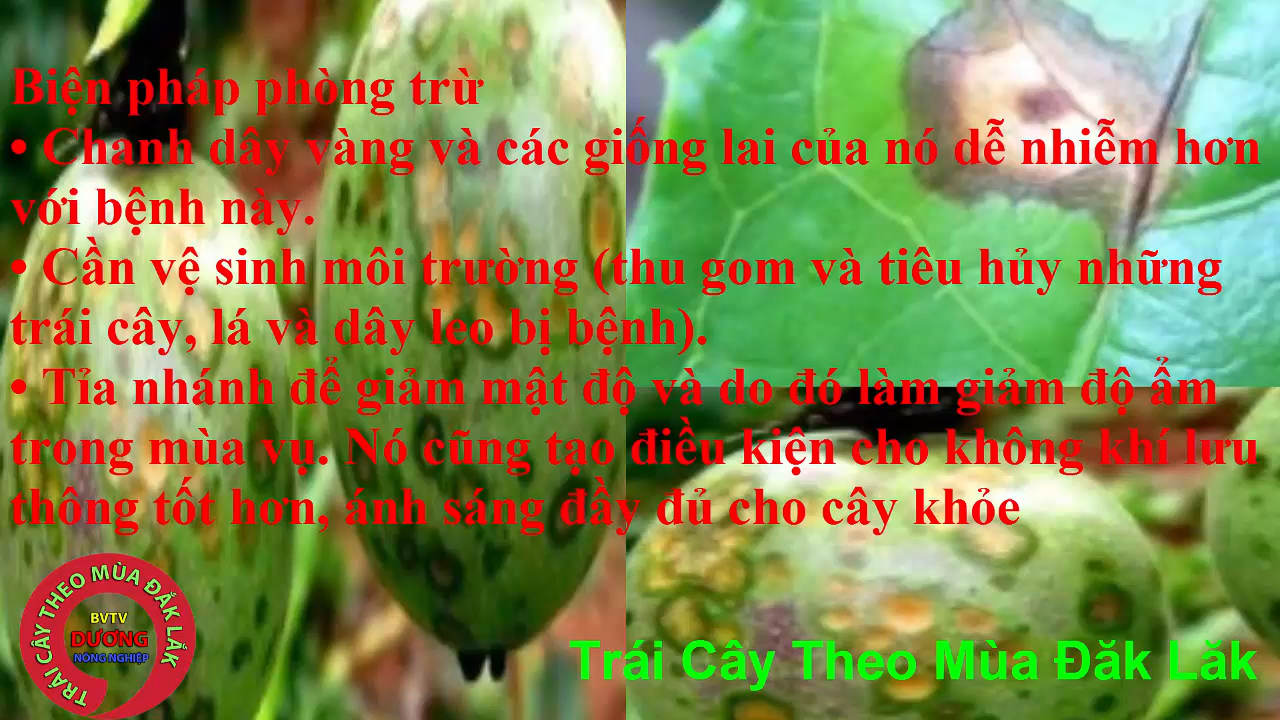 Biện pháp phòng trừ
• Chanh dây vàng và các giống lai của nó dễ nhiễm hơn
với bệnh này.
• Cần vệ sinh môi trường (thu gom và tiêu hủy những
trái cây, lá và dây leo bị bệnh).
• Tỉa nhánh để giảm mật độ và do đó làm giảm độ ẩm
trong mùa vụ. Nó cũng tạo điều kiện cho không khí lưu
thông tốt hơn, ánh sáng đầy đủ cho cây khỏe
TRÁI CÂY THEO MÙA ĐĂK LĂK
BVTV
DƯƠNG
NÔNG NGHIỆP
Trái Cây Theo Mùa Đăk Lăk